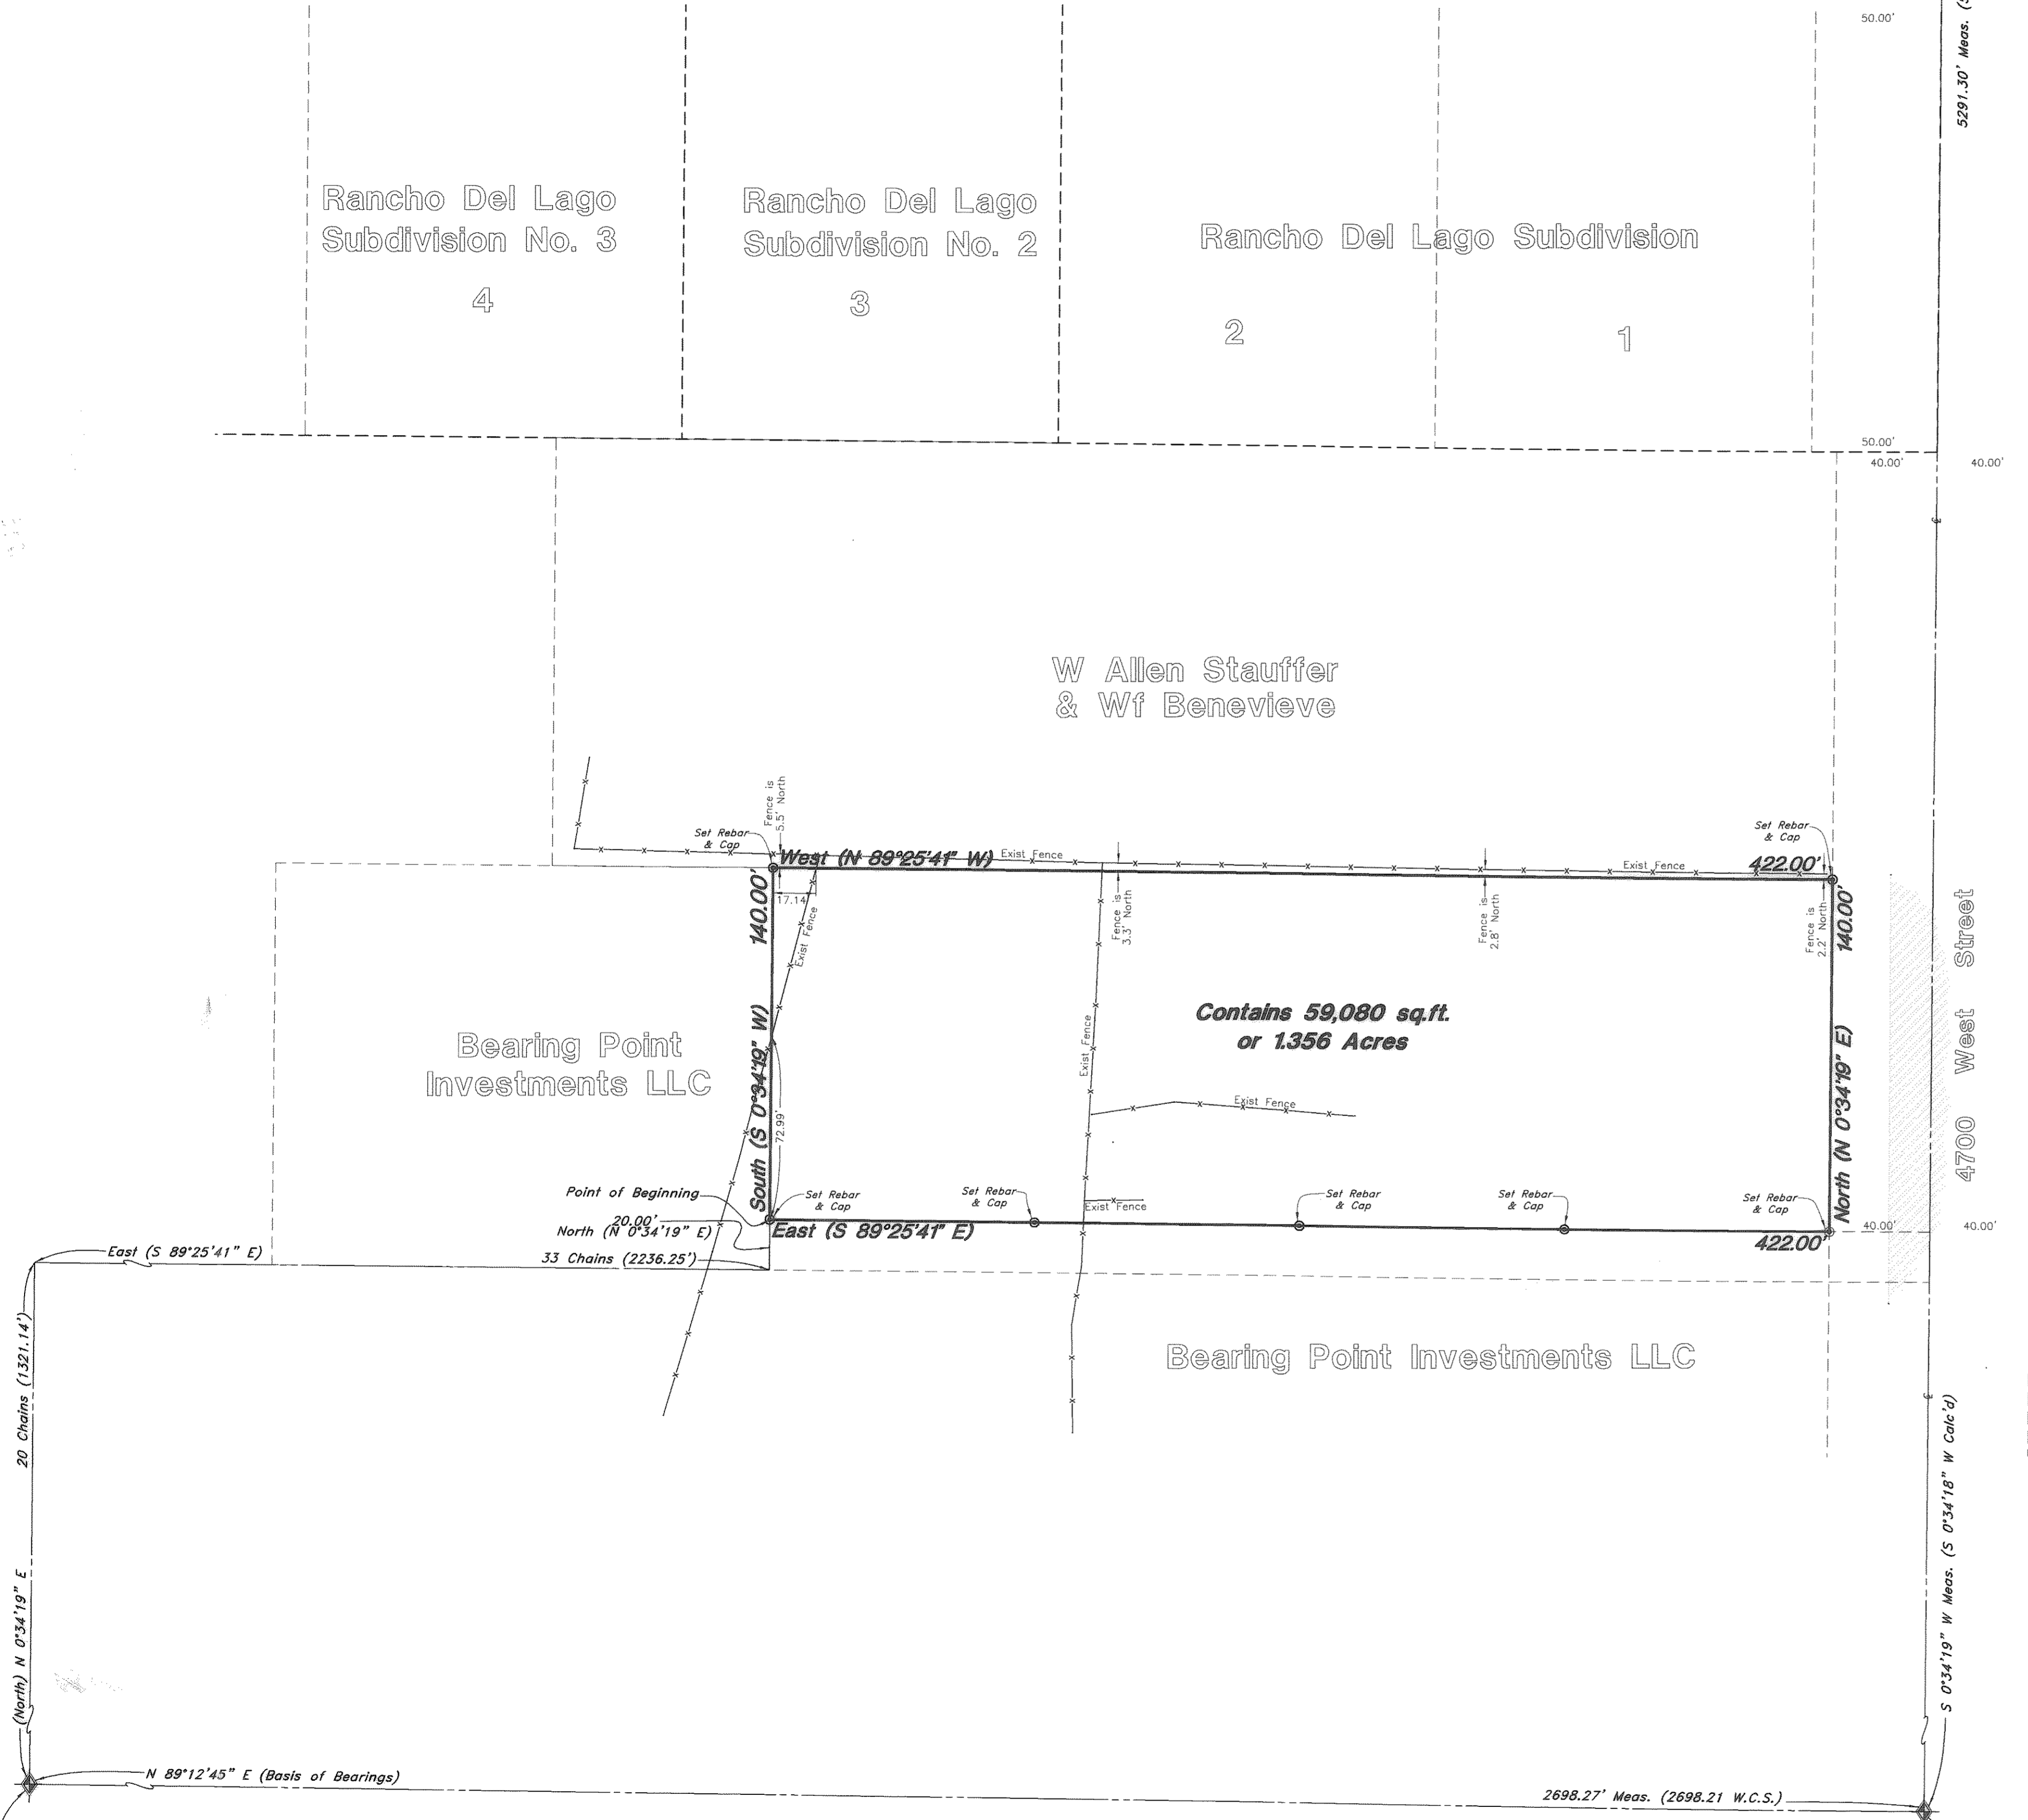 50.00'
5291.30' Meas.
Rancho Del Lago
Subdivision No. 3
4
Rancho Del Lago
Subdivision No. 2
3
Rancho Del Lago Subdivision
2
1
50.00'
40.00'
40.00'
W Allen Stauffer
& Wf Benevieve
Fence is
5.5' North
Set Rebar
& Cap
West (N 89°25'41" W)
Exist Fence
Exist Fence
422.00'
Set Rebar
& Cap
140.00'
17.14'
Exist Fence
Fence is
3.3' North
Fence is
2.8' North
Fence is
2.2' North
140.00'
4700 West Street
Contains 59,080 sq.ft.
or 1.356 Acres
Bearing Point
Investments LLC
South (S 0°34'19" W)
72.99'
Exist Fence
Exist Fence
North (N 0°34'19" E)
Point of Beginning
Set Rebar
& Cap
Set Rebar
& Cap
Exist Fence
Set Rebar
& Cap
Set Rebar
& Cap
Set Rebar
& Cap
20.00'
North (N 0°34'19" E)
East (S 89°25'41" E)
422.00'
40.00'
40.00'
East (S 89°25'41" E)
33 Chains (2236.25')
20 Chains (1321.14')
Bearing Point Investments LLC
(North) N 0°34'19" E
S 0°34'19" W Meas. (S 0°34'18" W Calc'd)
N 89°12'45" E (Basis of Bearings)
2698.27' Meas. (2698.21 W.C.S.)